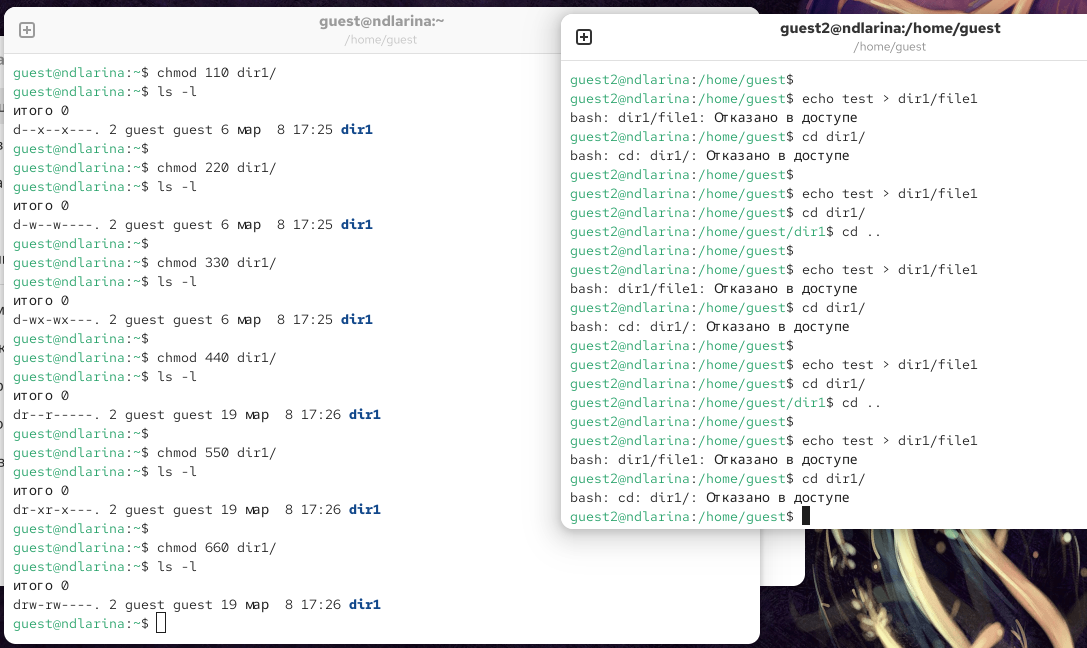 guest@ndlarina:~
/home/guest
guest@ndlarina:~$ chmod 110 dir1/
guest@ndlarina:~$ ls -l
итого 0
d--x--x---. 2 guest guest 6 мар  8 17:25 dir1
guest@ndlarina:~$
guest@ndlarina:~$ chmod 220 dir1/
guest@ndlarina:~$ ls -l
итого 0
d-w--w----. 2 guest guest 6 мар  8 17:25 dir1
guest@ndlarina:~$
guest@ndlarina:~$ chmod 330 dir1/
guest@ndlarina:~$ ls -l
итого 0
d-wx-wx---. 2 guest guest 6 мар  8 17:25 dir1
guest@ndlarina:~$
guest@ndlarina:~$ chmod 440 dir1/
guest@ndlarina:~$ ls -l
итого 0
dr--r-----. 2 guest guest 19 мар  8 17:26 dir1
guest@ndlarina:~$
guest@ndlarina:~$ chmod 550 dir1/
guest@ndlarina:~$ ls -l
итого 0
dr-xr-x---. 2 guest guest 19 мар  8 17:26 dir1
guest@ndlarina:~$
guest@ndlarina:~$ chmod 660 dir1/
guest@ndlarina:~$ ls -l
итого 0
drw-rw----. 2 guest guest 19 мар  8 17:26 dir1
guest@ndlarina:~$
guest2@ndlarina:/home/guest
/home/guest
guest2@ndlarina:/home/guest$
guest2@ndlarina:/home/guest$ echo test > dir1/file1
bash: dir1/file1: Отказано в доступе
guest2@ndlarina:/home/guest$ cd dir1/
bash: cd: dir1/: Отказано в доступе
guest2@ndlarina:/home/guest$
guest2@ndlarina:/home/guest$ echo test > dir1/file1
guest2@ndlarina:/home/guest$ cd dir1/
guest2@ndlarina:/home/guest/dir1$ cd ..
guest2@ndlarina:/home/guest$
guest2@ndlarina:/home/guest$ echo test > dir1/file1
bash: dir1/file1: Отказано в доступе
guest2@ndlarina:/home/guest$ cd dir1/
bash: cd: dir1/: Отказано в доступе
guest2@ndlarina:/home/guest$
guest2@ndlarina:/home/guest$ echo test > dir1/file1
guest2@ndlarina:/home/guest$ cd dir1/
guest2@ndlarina:/home/guest/dir1$ cd ..
guest2@ndlarina:/home/guest$
guest2@ndlarina:/home/guest$ echo test > dir1/file1
bash: dir1/file1: Отказано в доступе
guest2@ndlarina:/home/guest$ cd dir1/
bash: cd: dir1/: Отказано в доступе
guest2@ndlarina:/home/guest$